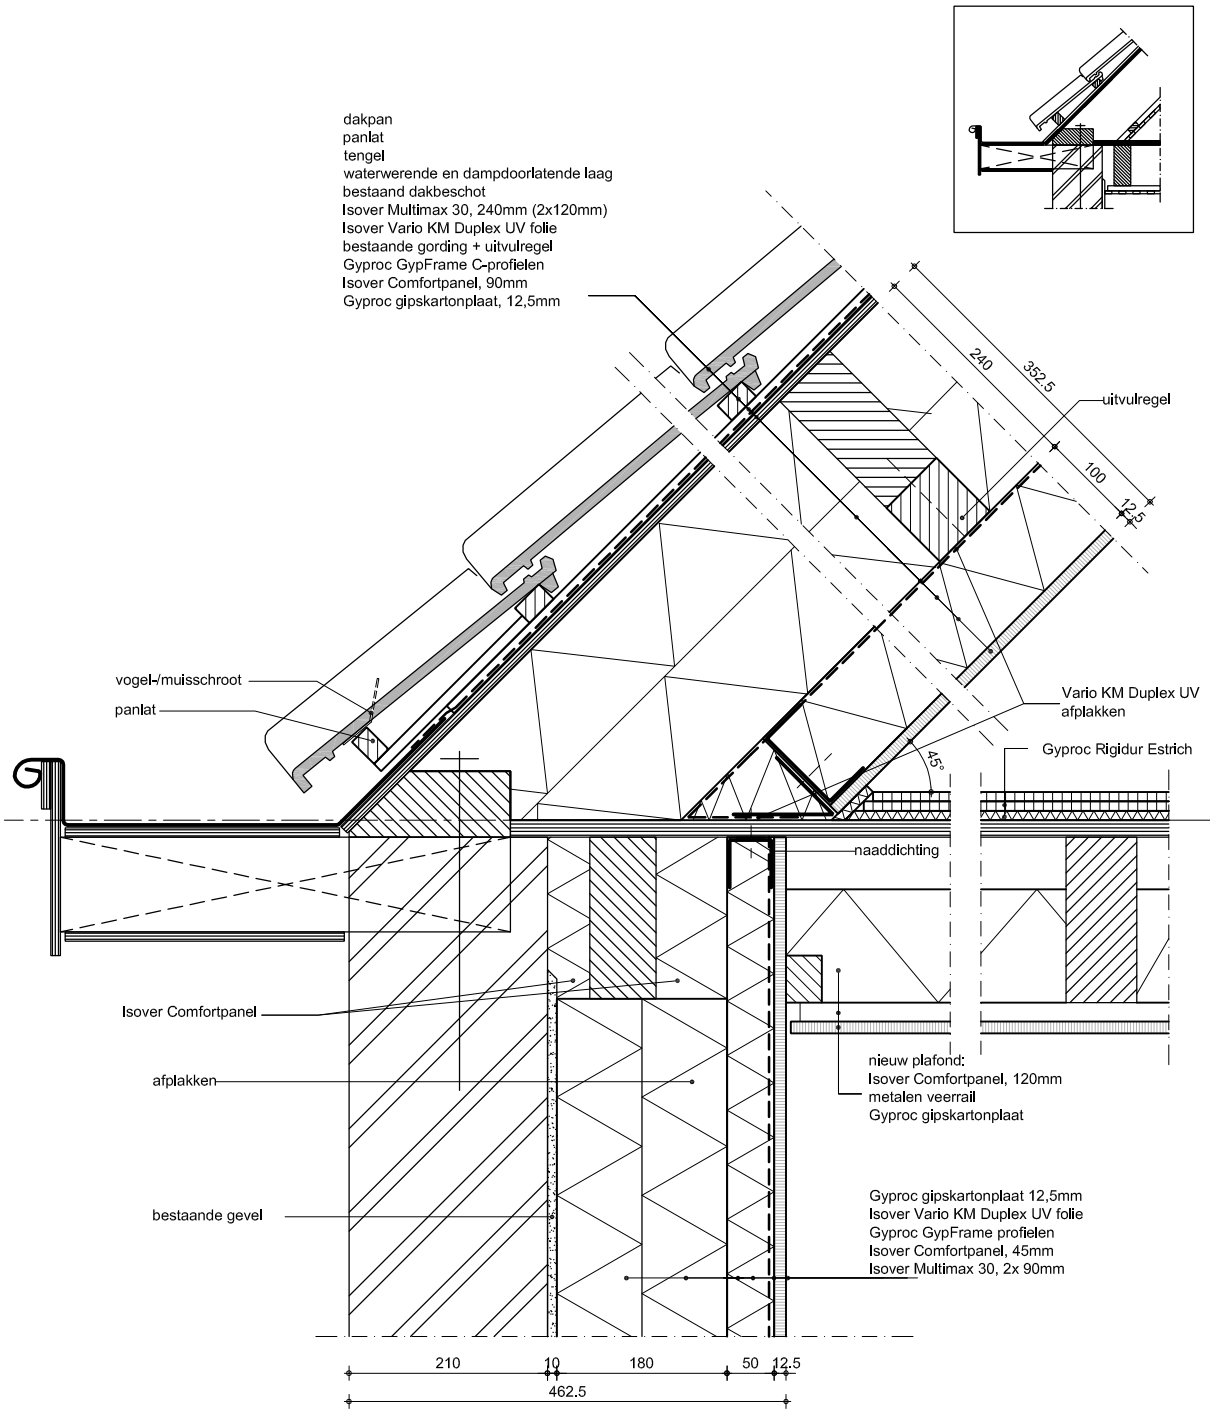 dakpan
panlat
tengel
waterwerende en dampdoorlatende laag
bestaand dakbeschot
Isover Multimax 30, 240mm (2x120mm)
Isover Vario KM Duplex UV folie
bestaande gording + uitvulregel
Gyproc GypFrame C-profielen
Isover Comfortpanel, 90mm
Gyproc gipskartonplaat, 12,5mm
240
352.5
uitvulregel
100
12.5
vogel-/muisschroot
panlat
Vario KM Duplex UV
afplakken
Gyproc Rigidur Estrich
45°
naaddichting
Isover Comfortpanel
afplakken
nieuw plafond:
Isover Comfortpanel, 120mm
metalen veerrail
Gyproc gipskartonplaat
bestaande gevel
Gyproc gipskartonplaat 12,5mm
Isover Vario KM Duplex UV folie
Gyproc GypFrame profielen
Isover Comfortpanel, 45mm
Isover Multimax 30, 2x 90mm
210 10 180 50 12.5
462.5